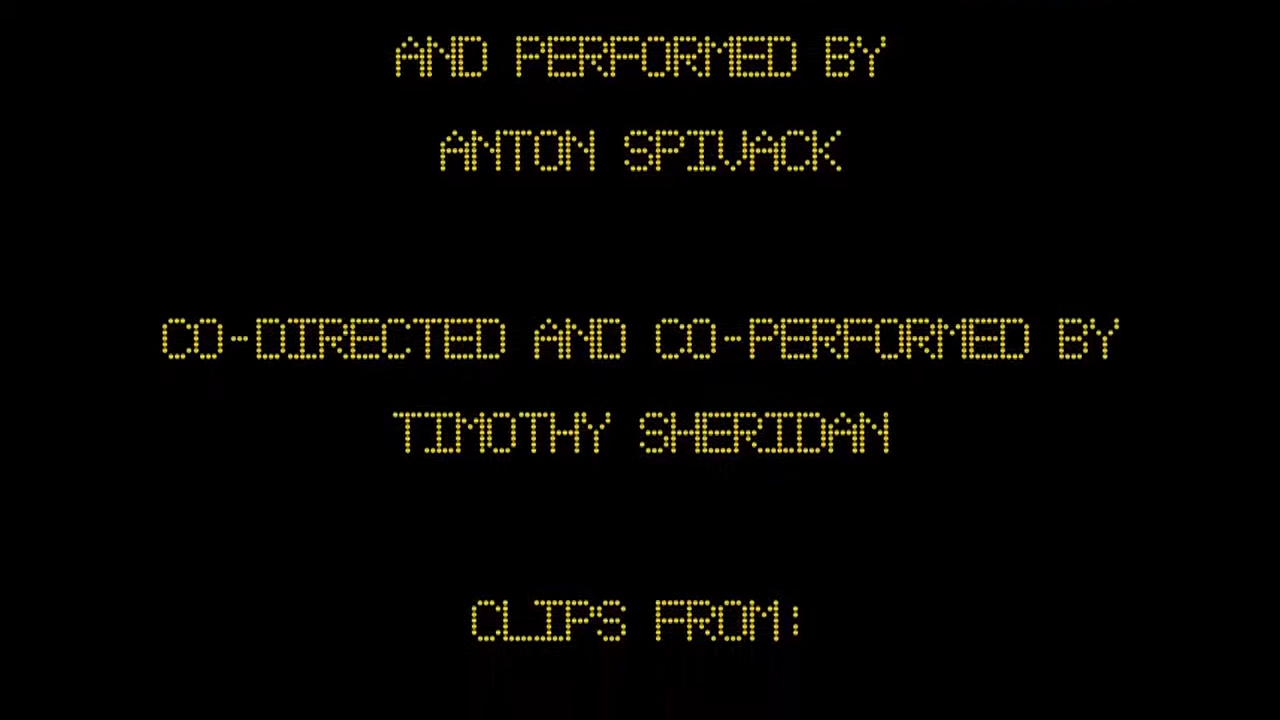 AND PERFORMED BY
ANTON SPIVACK
CO-DIRECTED AND CO-PERFORMED BY
TIMOTHY SHERIDAN
CLIPS FROM: